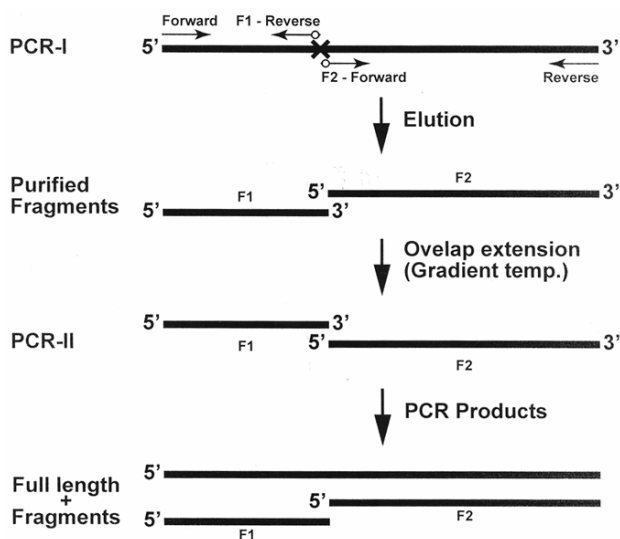 Forward F1 - Reverse
5' 3'
PCR-I
F2 - Forward Reverse
Elution
Purified
Fragments
F2
5' 3'
F1
5' 3'
Ovelap extension
(Gradient temp.)
5' 3'
PCR-II
F1
5' 3'
F2
PCR Products
5'
Full length
+
Fragments
5'
F2
5'
F1